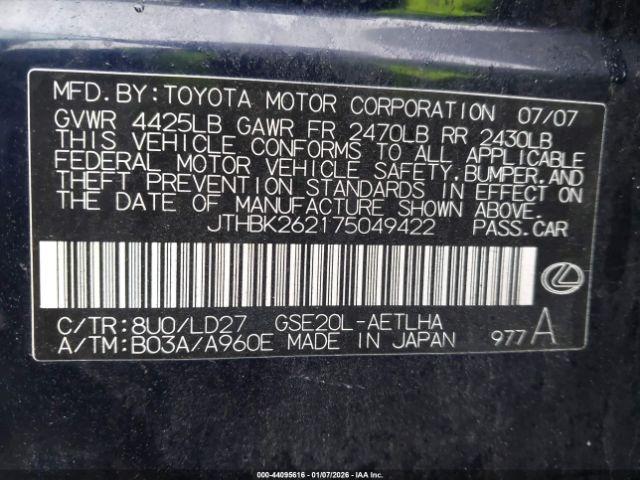 MFD.BY:TOYOTA MOTOR CORPORATION 07/07
GVWR 4425LB GAWR FR 2470LB RR 2430LB
THIS VEHICLE CONFORMS TO ALL APPLICABLE
FEDERAL MOTOR VEHICLE SAFETY.BUMPER.AND
THEFT PREVENTION STANDARDS IN EFFECT ON
THE DATE OF MANUFACTURE SHOWN ABOVE.
JTHBK262175049422 PASS.CAR
C/TR:8U0/LD27 GSE20L-AETLHA
A/TM:B03A/A960E MADE IN JAPAN 977 A
000-44095616 | 01/07/2026 | IAA Inc.